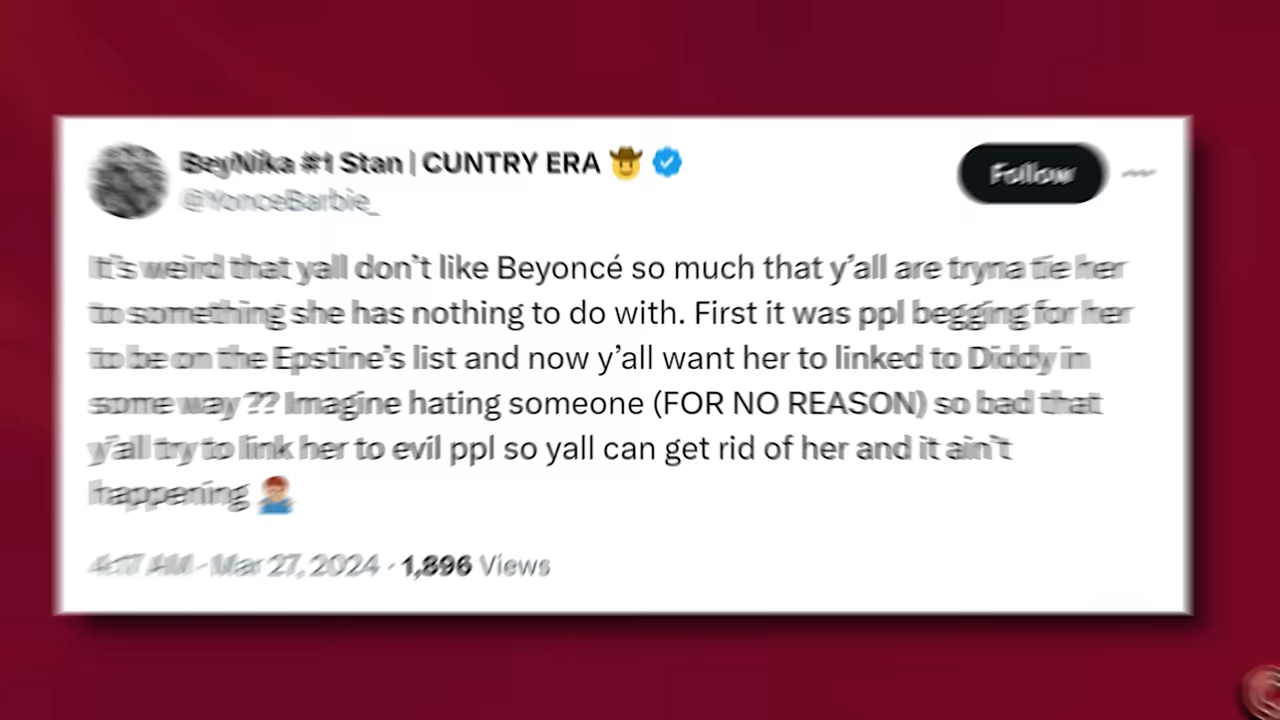 BeyNika #1 Stan | CUNTRY ERA 🤠
Follow
@YonceBarbie_
It's weird that yall don't like Beyoncé so much that y'all are tryna tie her
to something she has nothing to do with. First it was ppl begging for her
to be on the Epstine's list and now y'all want her to linked to Diddy in
some way ?? Imagine hating someone (FOR NO REASON) so bad that
y'all try to link her to evil ppl so yall can get rid of her and it ain't
happening 🤦🏽‍♂️
4:17 AM · Mar 27, 2024 · 1,896 Views